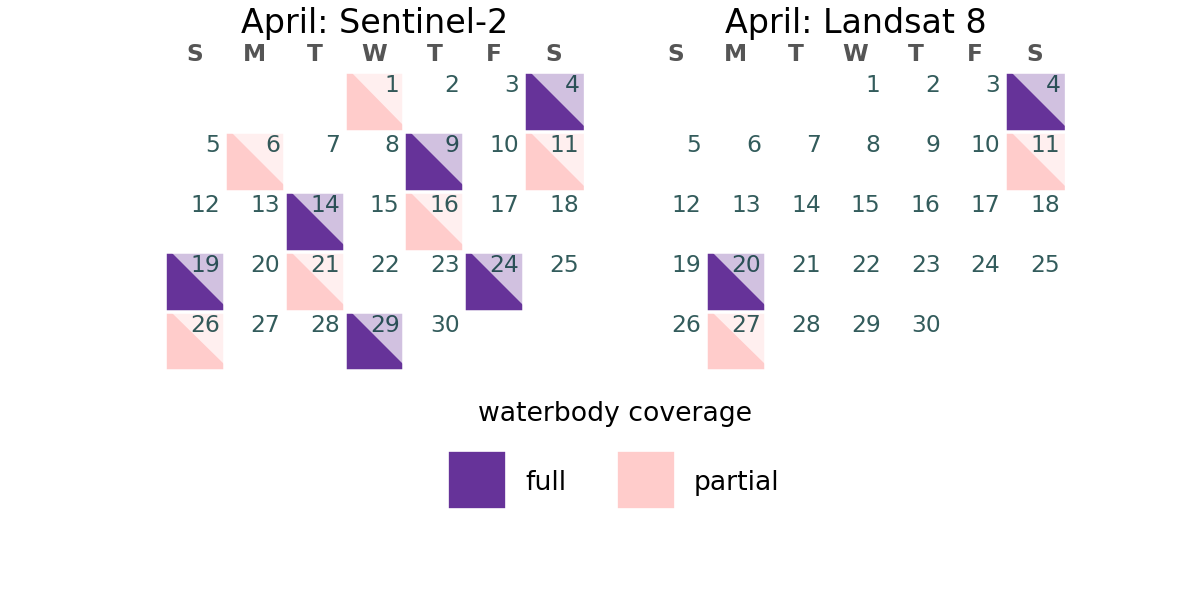 April: Sentinel-2
S M T W T F S
1 2 3 4
5 6 7 8 9 10 11
12 13 14 15 16 17 18
19 20 21 22 23 24 25
26 27 28 29 30
April: Landsat 8
S M T W T F S
1 2 3 4
5 6 7 8 9 10 11
12 13 14 15 16 17 18
19 20 21 22 23 24 25
26 27 28 29 30
waterbody coverage
full
partial